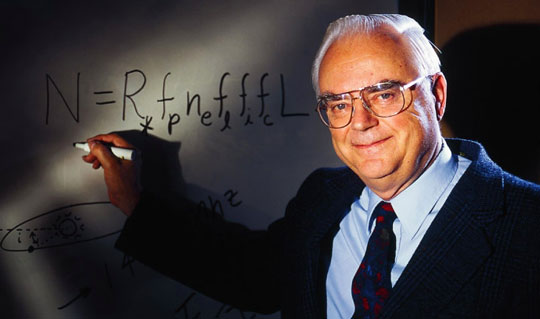 N = R* fp ne fl fi fc L
i